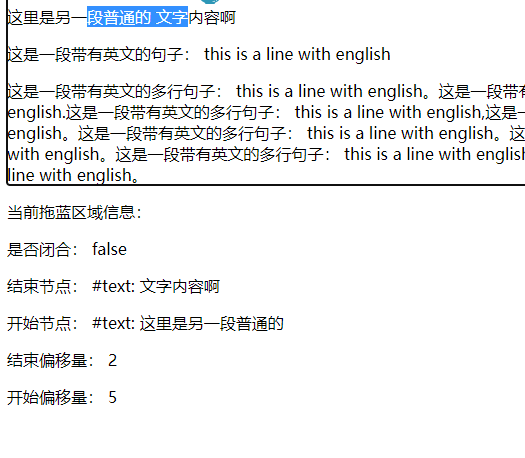 这里是另一段普通的 文字内容啊
这是一段带有英文的句子： this is a line with english
这是一段带有英文的多行句子： this is a line with english。这是一段带有
english.这是一段带有英文的多行句子： this is a line with english,这是一
english。这是一段带有英文的多行句子： this is a line with english。这
with english。这是一段带有英文的多行句子： this is a line with english
line with english。
当前拖蓝区域信息：
是否闭合： false
结束节点： #text: 文字内容啊
开始节点： #text: 这里是另一段普通的
结束偏移量： 2
开始偏移量： 5